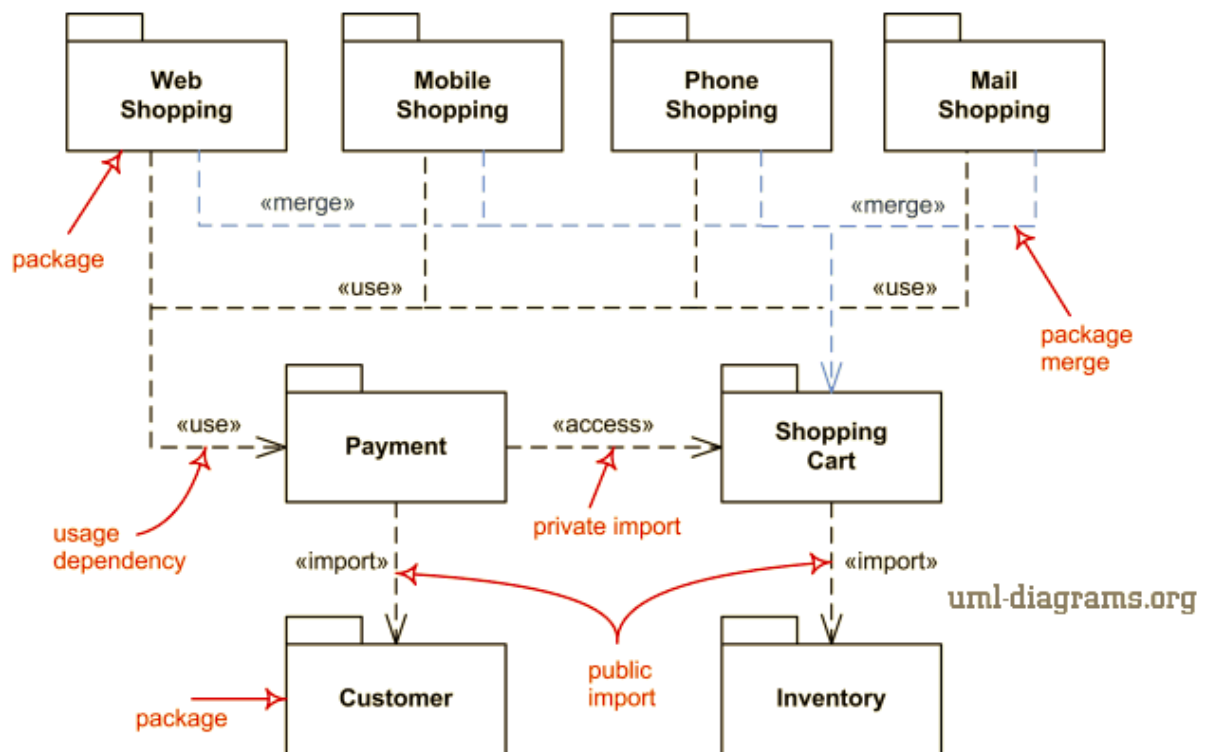 Web
Shopping
Mobile
Shopping
Phone
Shopping
Mail
Shopping
«merge»
«merge»
package
«use»
«use»
package
merge
«use»
Payment
«access»
Shopping
Cart
usage
dependency
private import
«import»
«import»
uml-diagrams.org
public
import
package
Customer
Inventory